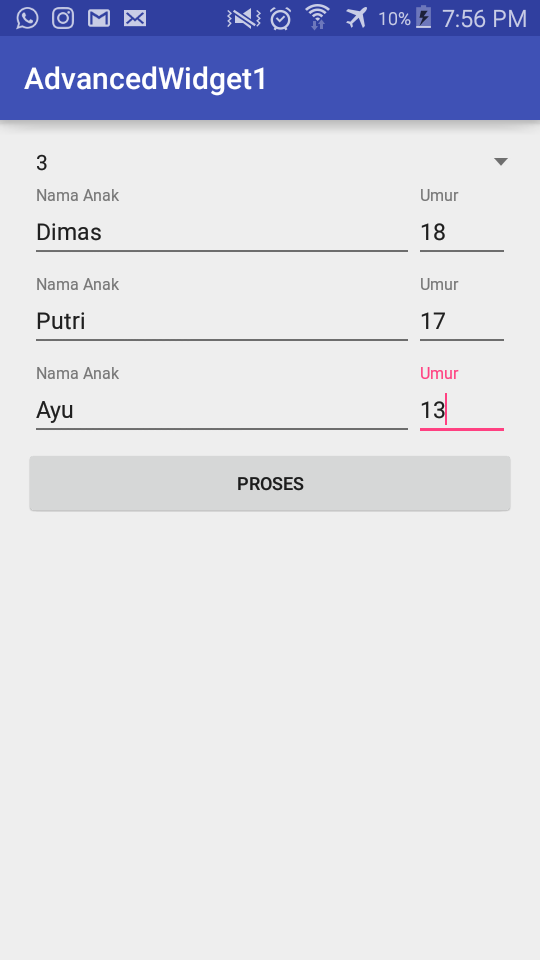 10% 7:56 PM
AdvancedWidget1
3
Nama Anak Umur
Dimas 18
Nama Anak Umur
Putri 17
Nama Anak Umur
Ayu 13
PROSES